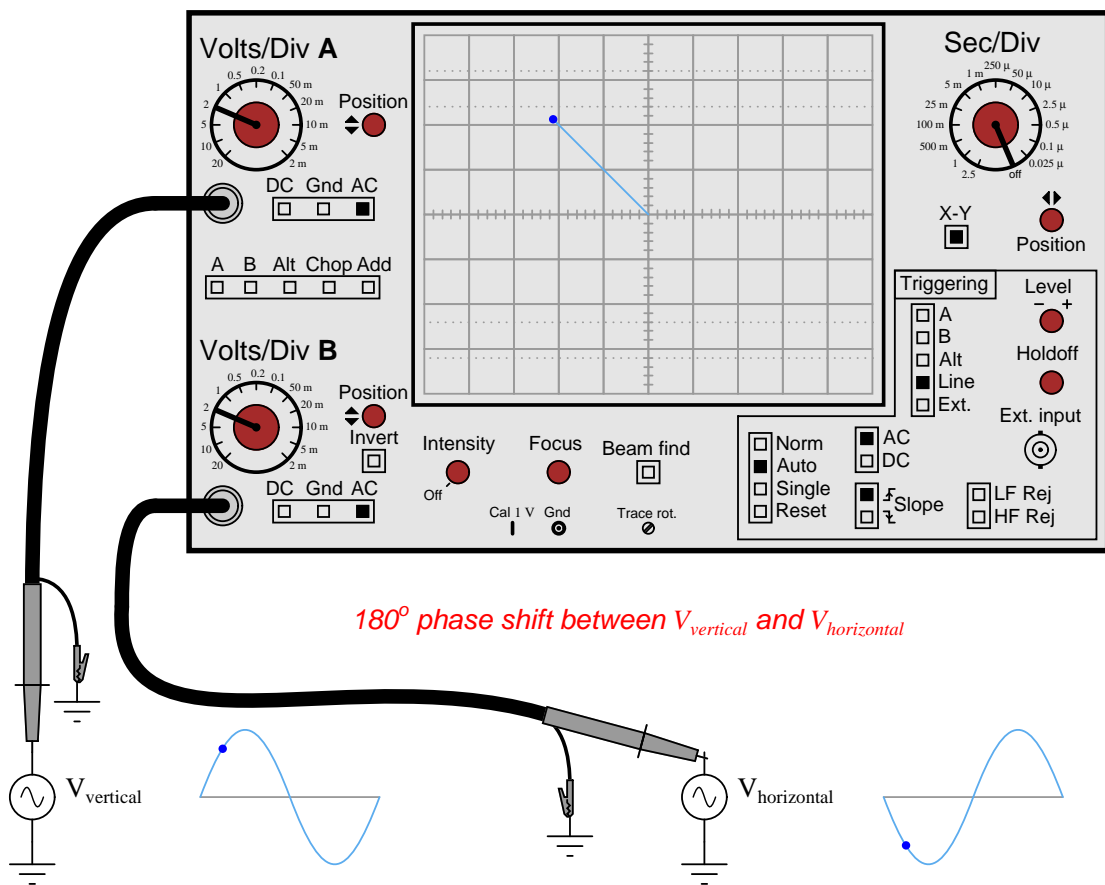 Volts/Div A
0.5 0.2 0.1
1 50 m
2 20 m
5 10 m
10 5 m
20 2 m
Position
DC Gnd AC
A B Alt Chop Add
Volts/Div B
0.5 0.2 0.1
1 50 m
2 20 m
5 10 m
10 5 m
20 2 m
Position
Invert
DC Gnd AC
Intensity
Off
Focus
Beam find
Cal 1 V Gnd Trace rot.
Sec/Div
250 µ
1 m 50 µ
5 m 10 µ
25 m 2.5 µ
100 m 0.5 µ
500 m 0.1 µ
1 0.025 µ
2.5 off
X-Y
Position
Triggering
A
B
Alt
Line
Ext.
Level
− +
Holdoff
Ext. input
Norm
Auto
Single
Reset
AC
DC
Slope
LF Rej
HF Rej
180° phase shift between Vvertical and Vhorizontal
Vvertical
Vhorizontal